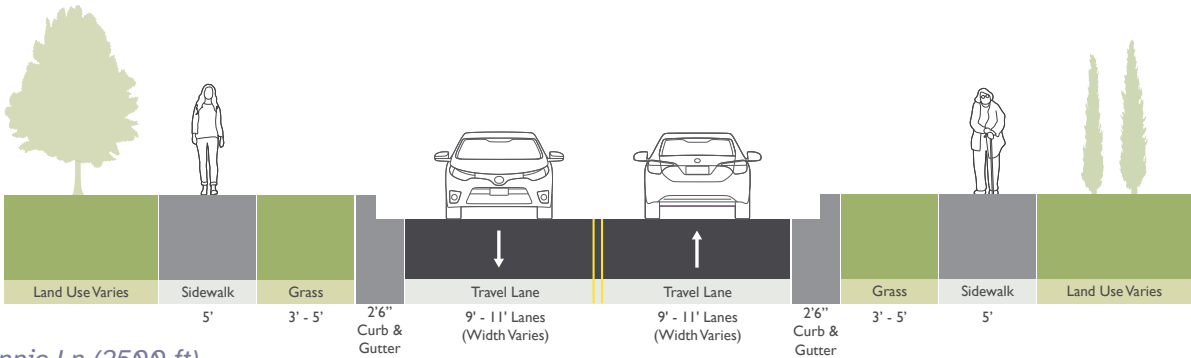 Land Use Varies
Sidewalk
Grass
Travel Lane
Travel Lane
Grass
Sidewalk
Land Use Varies
5'
3' - 5'
2'6"
Curb &
Gutter
9' - 11' Lanes
(Width Varies)
9' - 11' Lanes
(Width Varies)
2'6"
Curb &
Gutter
3' - 5'
5'
Ln ft)